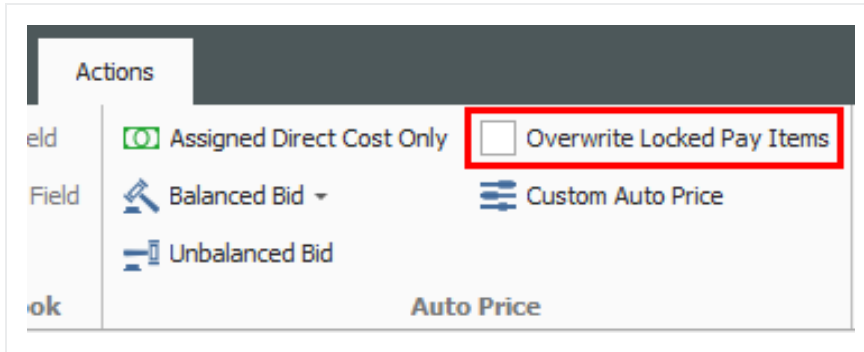 Actions
eld
Assigned Direct Cost Only
Overwrite Locked Pay Items
Field
Balanced Bid
Custom Auto Price
Unbalanced Bid
ok
Auto Price